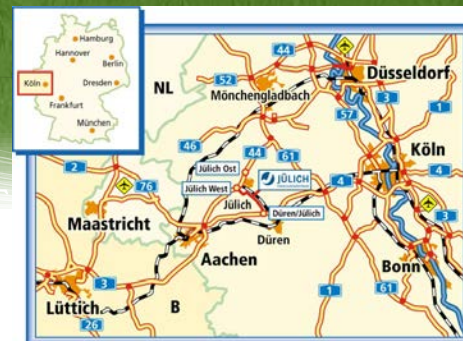 Hamburg
Hannover
Berlin
Köln
Dresden
Frankfurt
München
NL
44
52
Düsseldorf
Mönchengladbach
3
3
1
57
46
44
61
Köln
Jülich Ost
JÜLICH
4
4
2
76
Jülich West
Jülich
Düren/Jülich
3
Maastricht
Düren
Aachen
Bonn
3
Lüttich
B
1
61
26